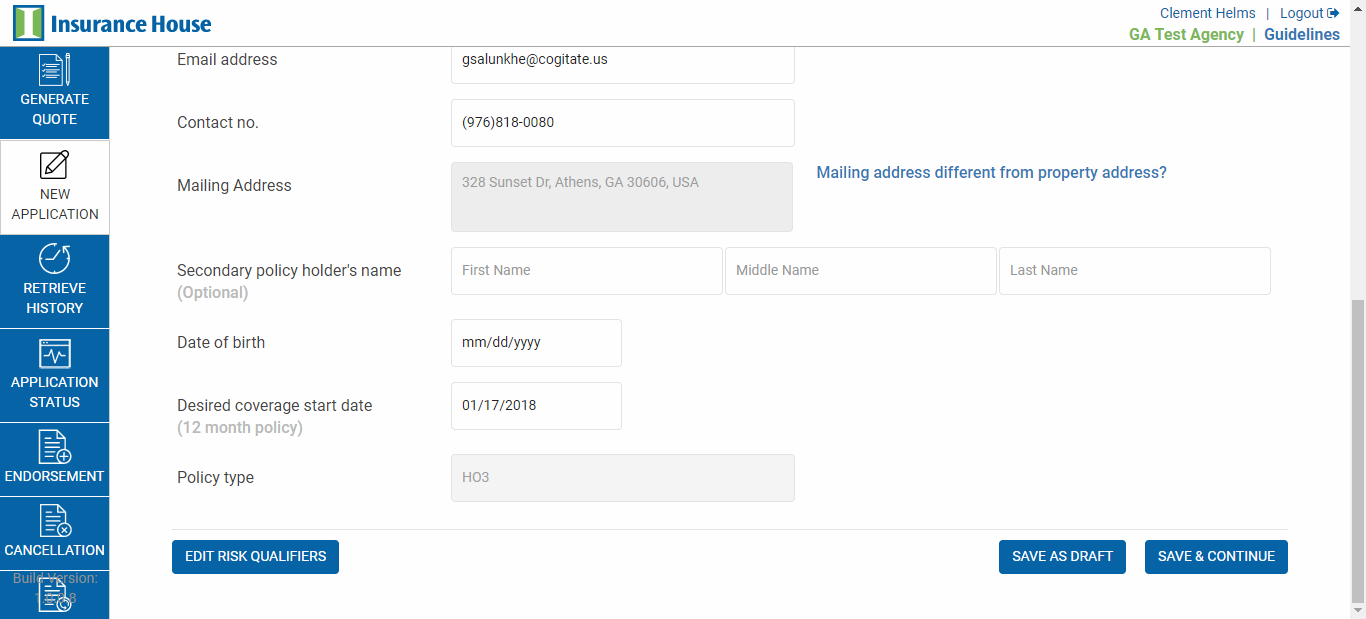 Insurance House
Clement Helms | Logout
GA Test Agency | Guidelines
GENERATE
QUOTE
NEW
APPLICATION
RETRIEVE
HISTORY
APPLICATION
STATUS
ENDORSEMENT
CANCELLATION
Build Version:
Email address
gsalunkhe@cogitate.us
Contact no.
(976)818-0080
Mailing Address
328 Sunset Dr, Athens, GA 30606, USA
Mailing address different from property address?
Secondary policy holder's name
(Optional)
First Name
Middle Name
Last Name
Date of birth
mm/dd/yyyy
Desired coverage start date
(12 month policy)
01/17/2018
Policy type
HO3
EDIT RISK QUALIFIERS
SAVE AS DRAFT
SAVE & CONTINUE